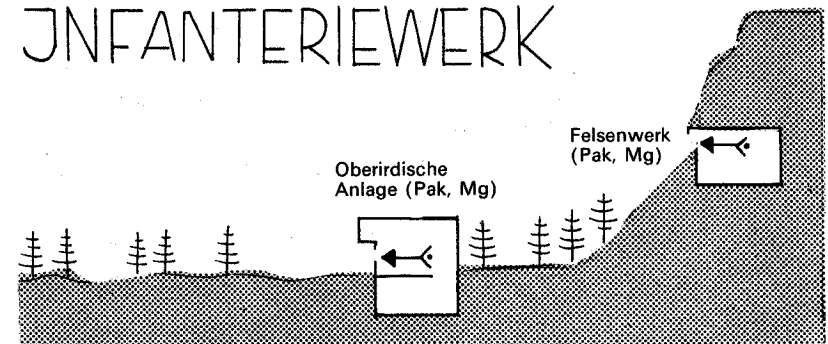 JNFANTERIEWERK
Felsenwerk
(Pak, Mg)
Oberirdische
Anlage (Pak, Mg)